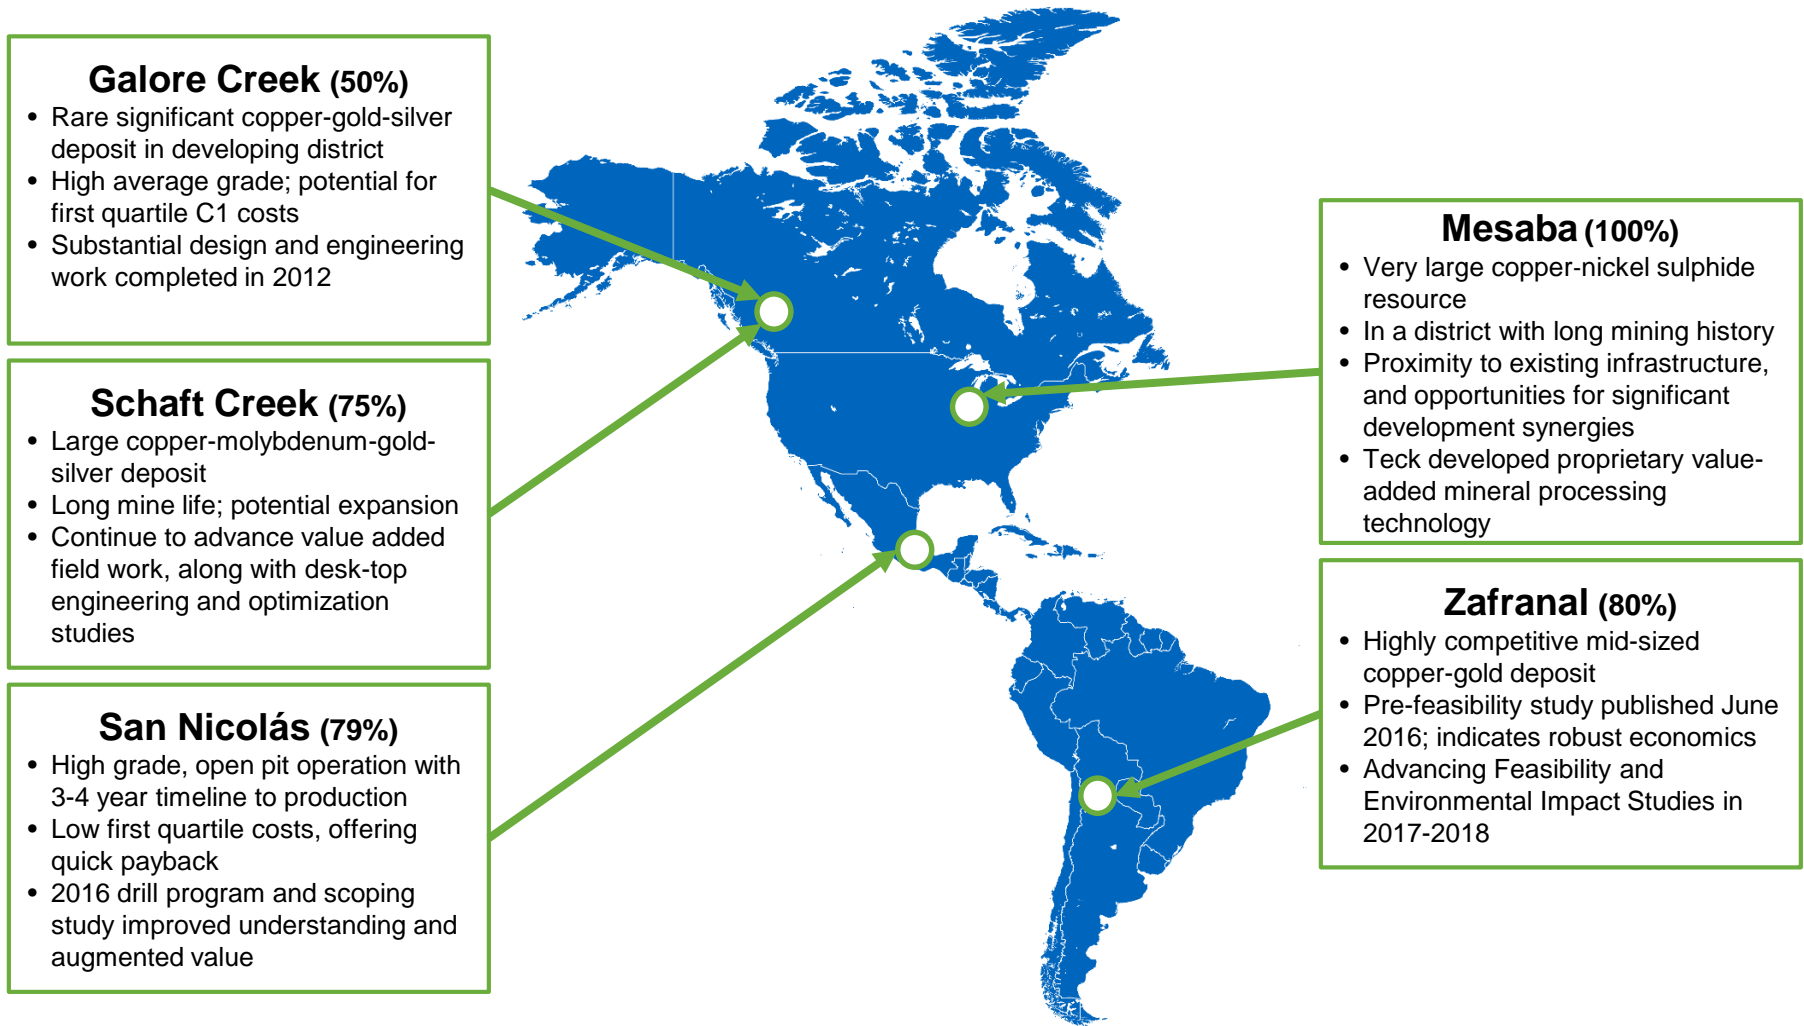 Galore Creek (50%)
• Rare significant copper-gold-silver
deposit in developing district
• High average grade; potential for
first quartile C1 costs
• Substantial design and engineering
work completed in 2012
Schaft Creek (75%)
• Large copper-molybdenum-gold-
silver deposit
• Long mine life; potential expansion
• Continue to advance value added
field work, along with desk-top
engineering and optimization
studies
San Nicolás (79%)
• High grade, open pit operation with
3-4 year timeline to production
• Low first quartile costs, offering
quick payback
• 2016 drill program and scoping
study improved understanding and
augmented value
Mesaba (100%)
• Very large copper-nickel sulphide
resource
• In a district with long mining history
• Proximity to existing infrastructure,
and opportunities for significant
development synergies
• Teck developed proprietary value-
added mineral processing
technology
Zafranal (80%)
• Highly competitive mid-sized
copper-gold deposit
• Pre-feasibility study published June
2016; indicates robust economics
• Advancing Feasibility and
Environmental Impact Studies in
2017-2018